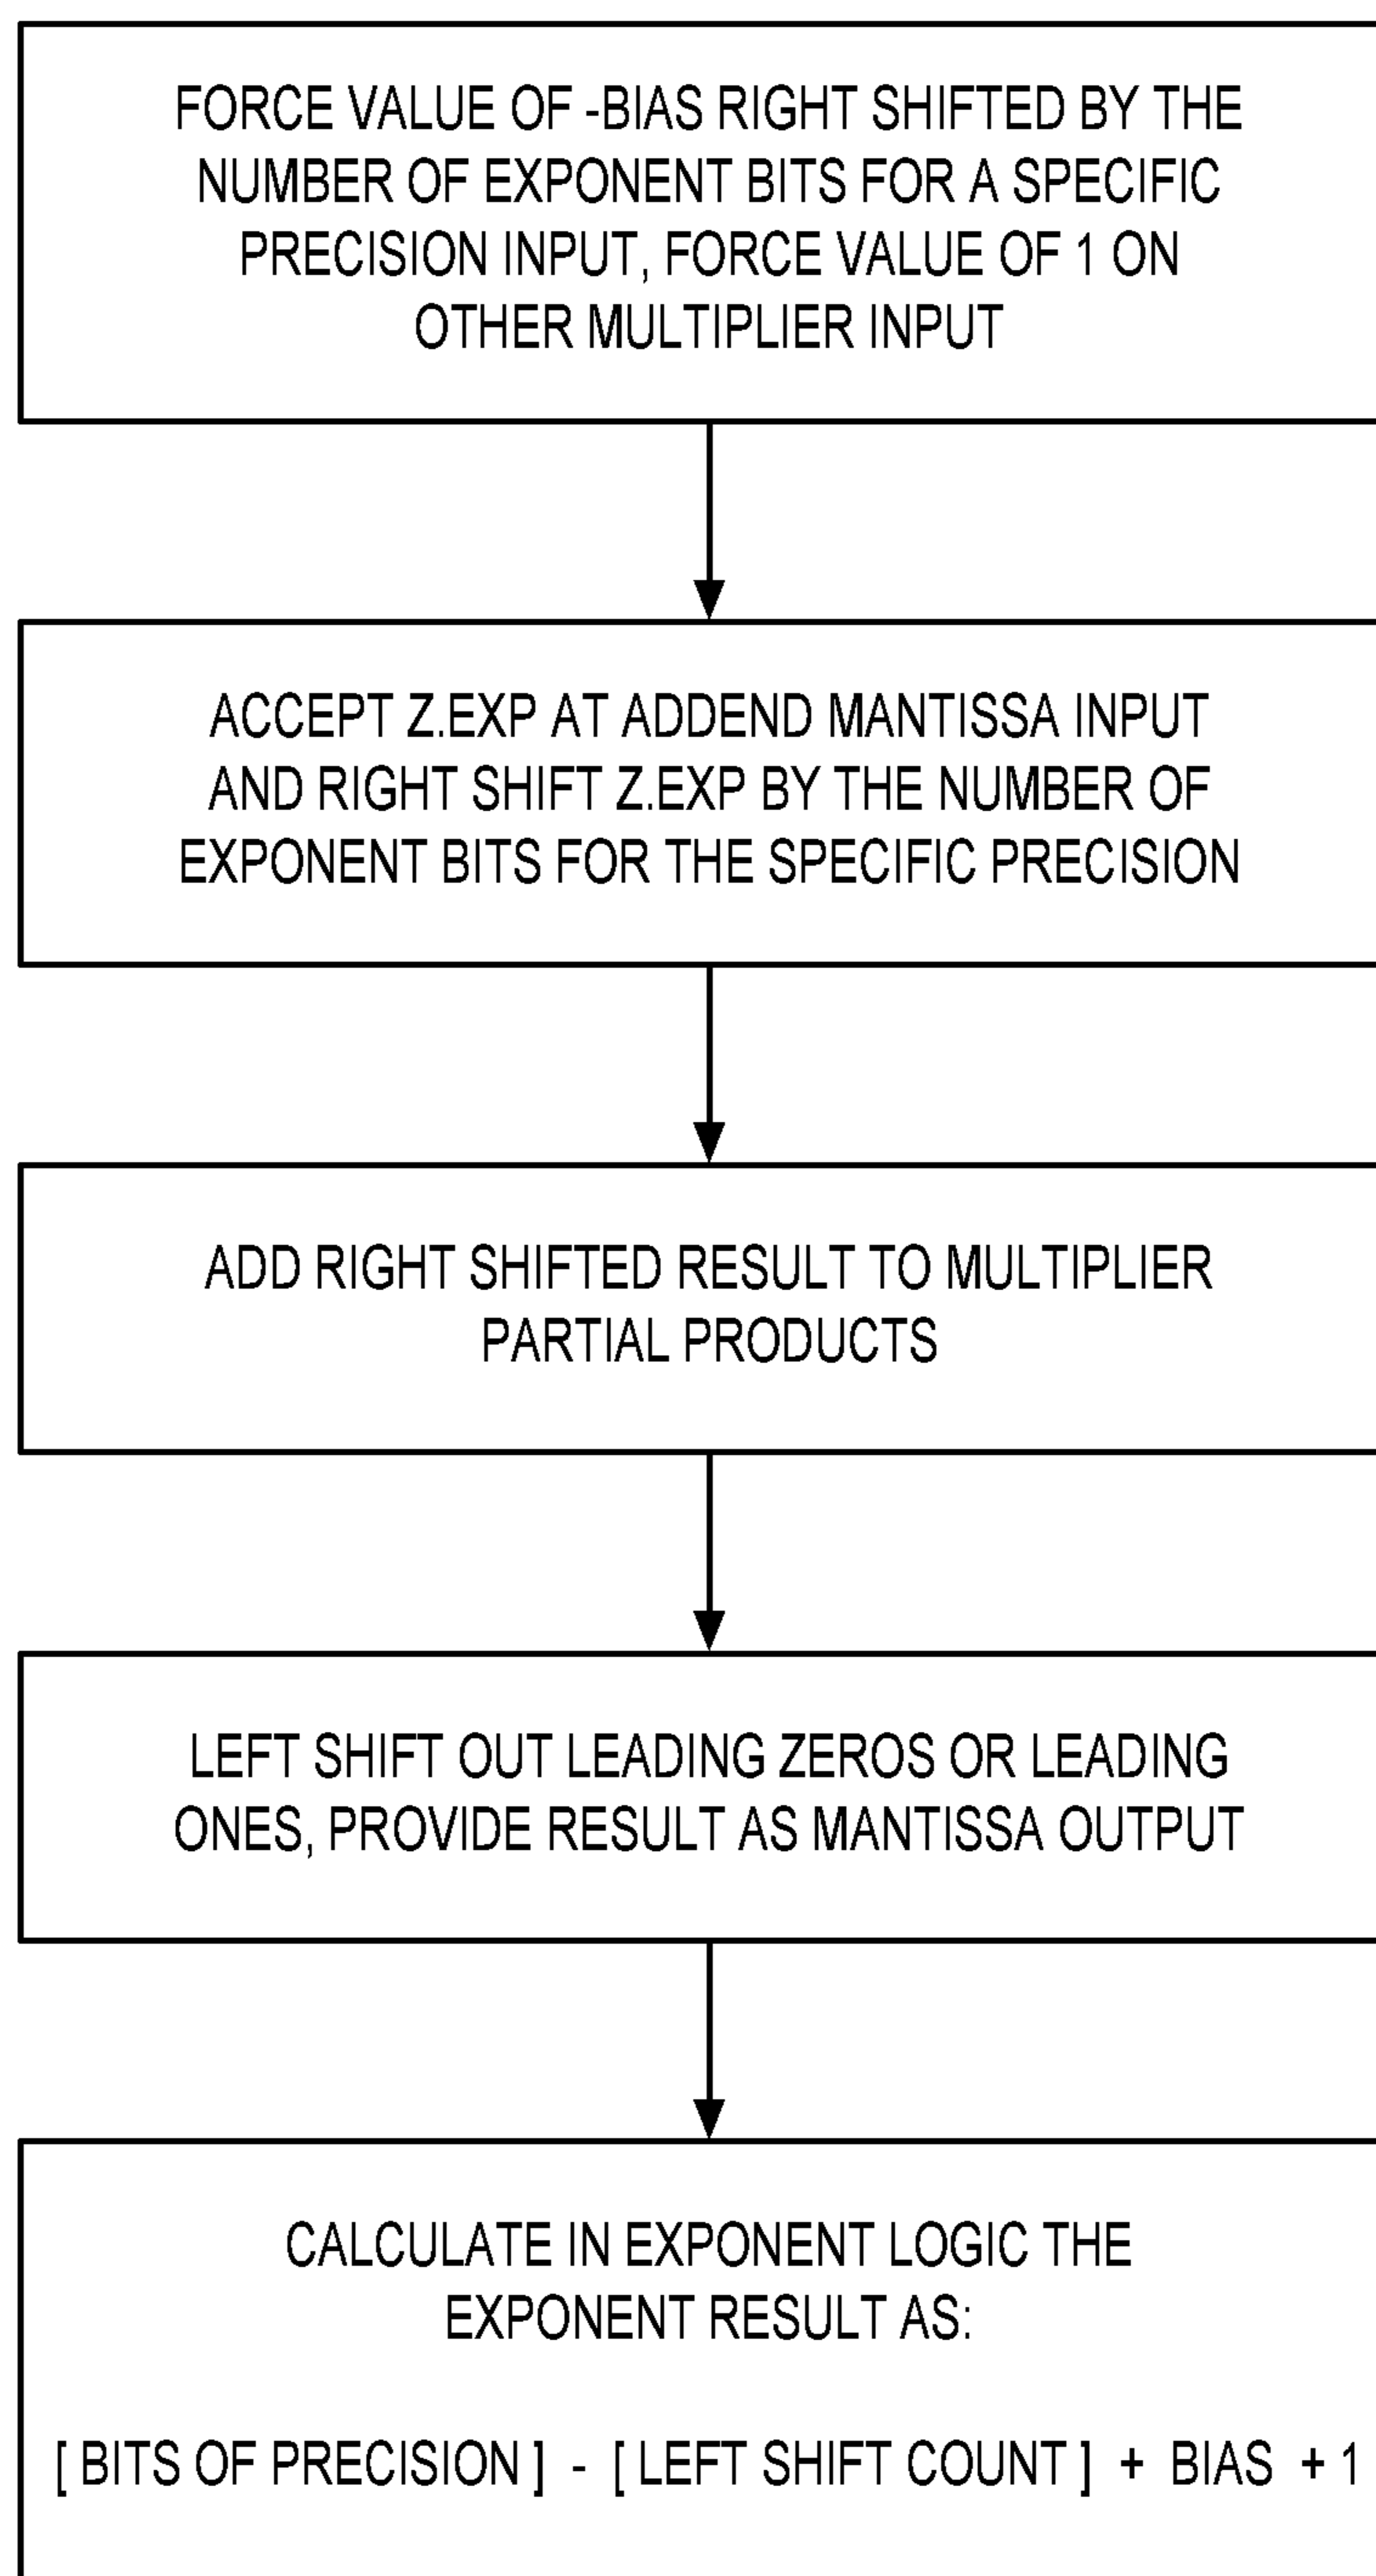 FORCE VALUE OF -BIAS RIGHT SHIFTED BY THE
NUMBER OF EXPONENT BITS FOR A SPECIFIC
PRECISION INPUT, FORCE VALUE OF 1 ON
OTHER MULTIPLIER INPUT
ACCEPT Z.EXP AT ADDEND MANTISSA INPUT
AND RIGHT SHIFT Z.EXP BY THE NUMBER OF
EXPONENT BITS FOR THE SPECIFIC PRECISION
ADD RIGHT SHIFTED RESULT TO MULTIPLIER
PARTIAL PRODUCTS
LEFT SHIFT OUT LEADING ZEROS OR LEADING
ONES, PROVIDE RESULT AS MANTISSA OUTPUT
CALCULATE IN EXPONENT LOGIC THE
EXPONENT RESULT AS:
[ BITS OF PRECISION ] - [ LEFT SHIFT COUNT ] + BIAS + 1